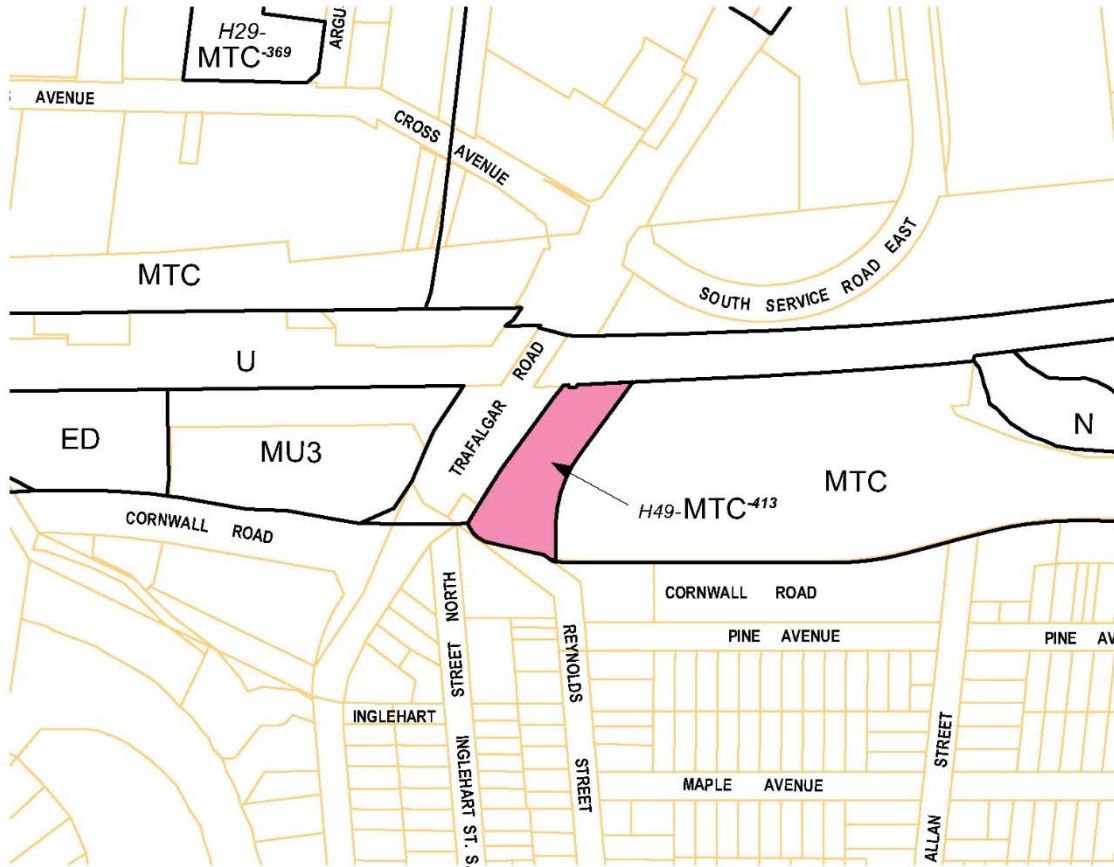 H29-
MTC-369
ARGU
S AVENUE
CROSS AVENUE
MTC
SOUTH SERVICE ROAD EAST
U
TRAFALGAR ROAD
ED
MU3
N
MTC
H49-MTC-413
CORNWALL ROAD
CORNWALL ROAD
PINE AVENUE
PINE AV
INGLEHART
STREET NORTH
INGLEHART ST. S.
REYNOLDS STREET
MAPLE AVENUE
ALLAN STREET